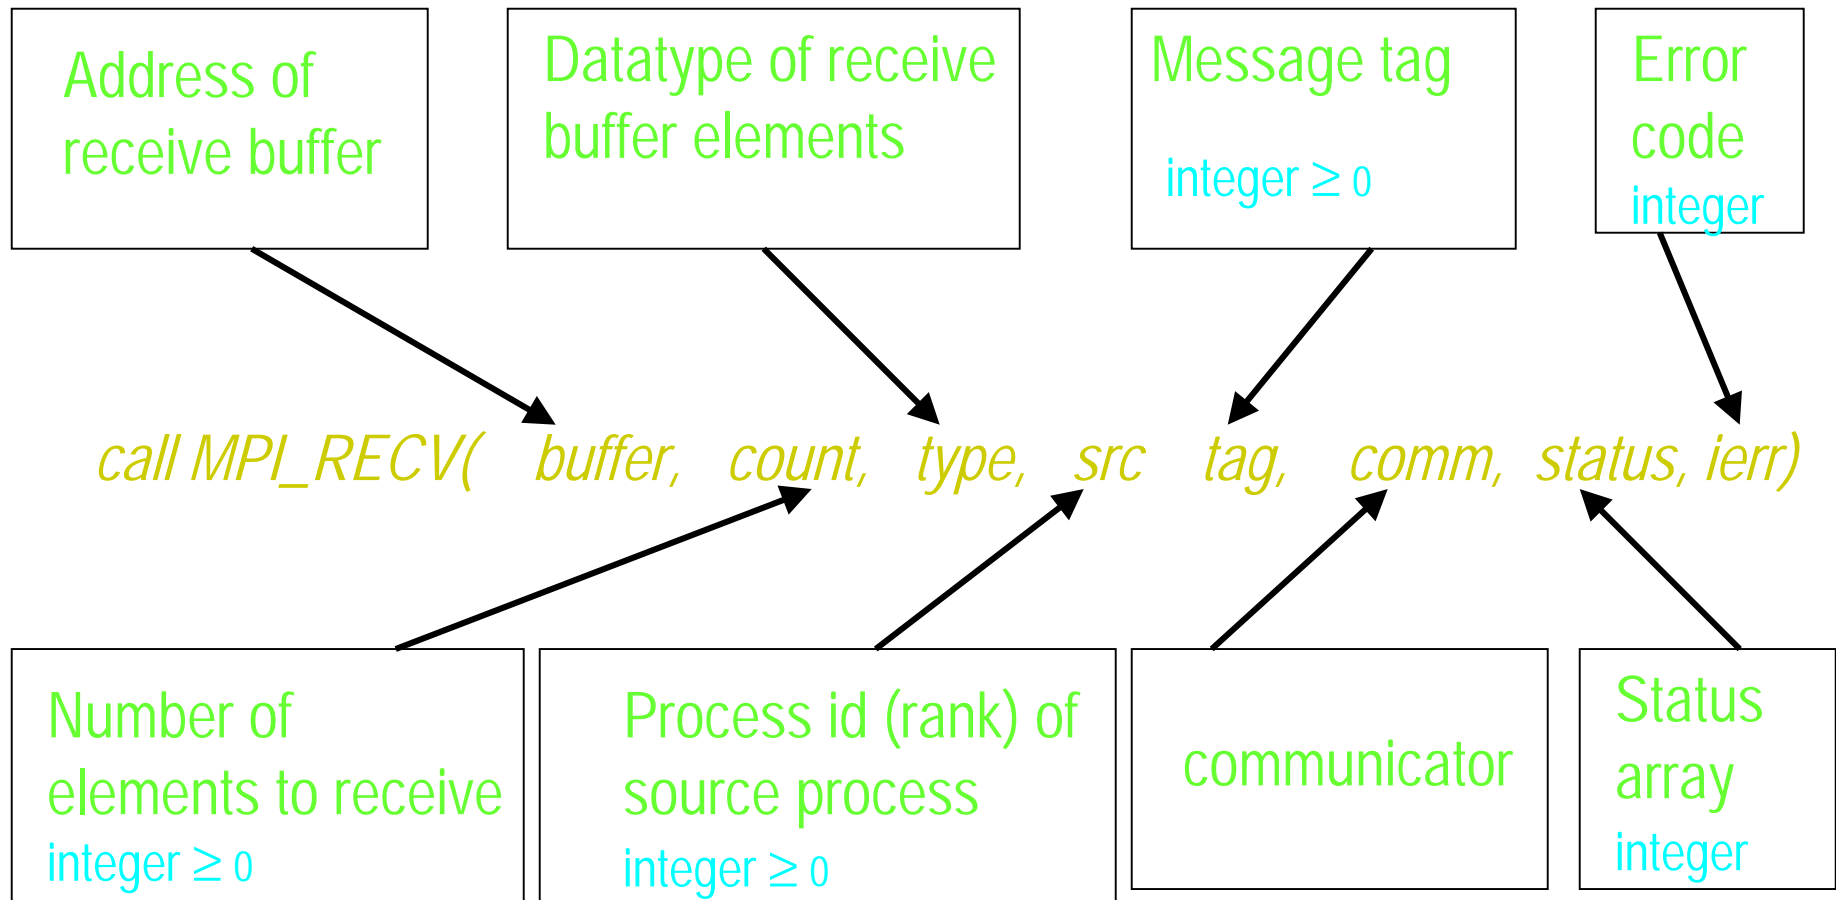 Address of
receive buffer
Datatype of receive
buffer elements
Message tag
integer ≥ 0
Error
code
integer
call MPI_RECV( buffer, count, type, src tag, comm, status, ierr)
Number of
elements to receive
integer ≥ 0
Process id (rank) of
source process
integer ≥ 0
communicator
Status
array
integer